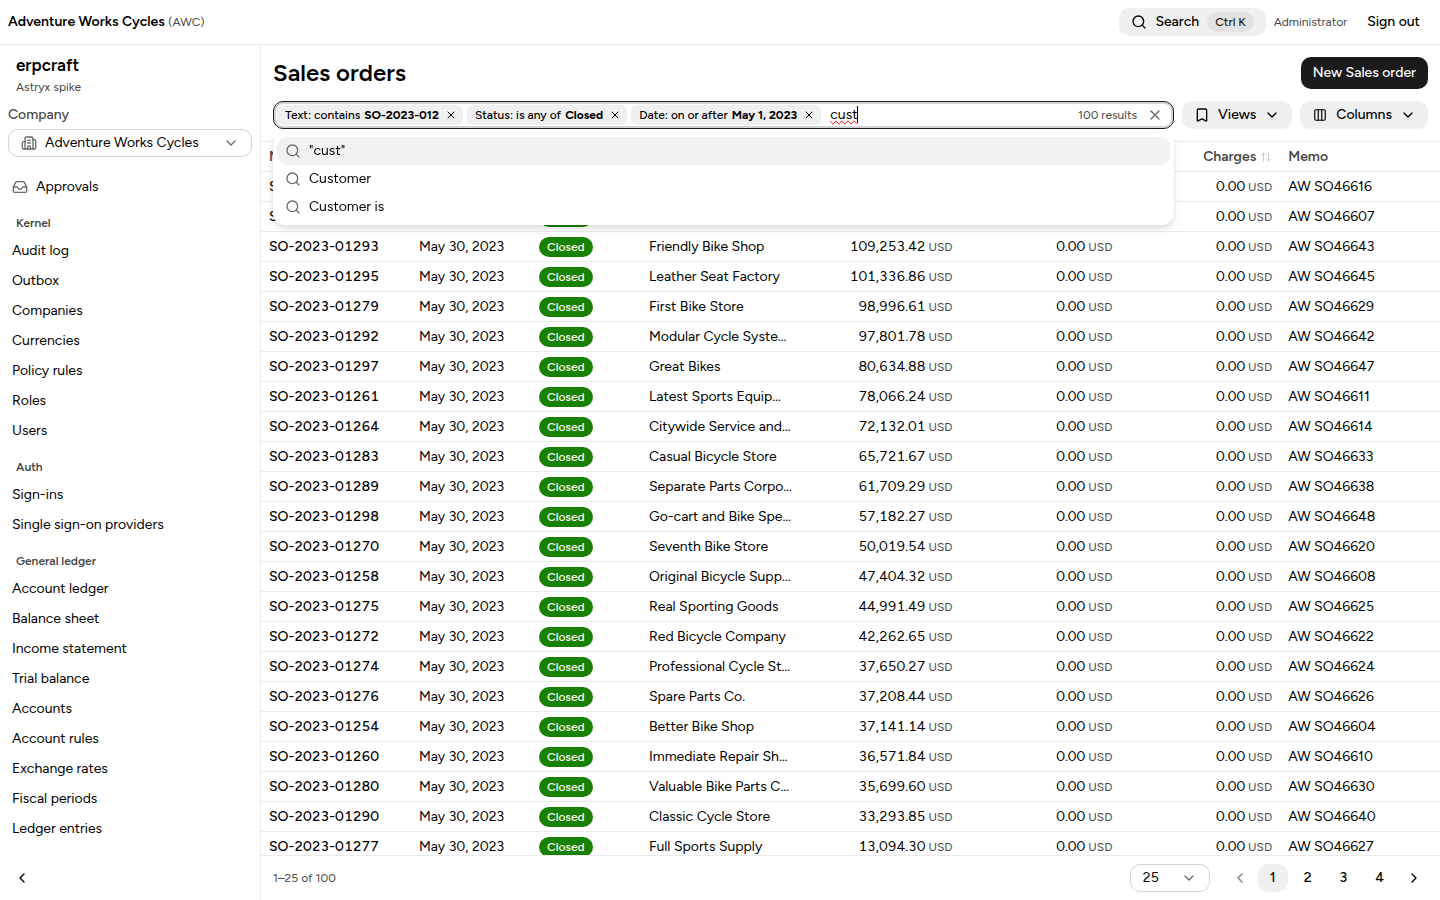 Adventure Works Cycles (AWC)
Search Ctrl K Administrator Sign out
erpcraft
Astryx spike
Company
Adventure Works Cycles
Approvals
Kernel
Audit log
Outbox
Companies
Currencies
Policy rules
Roles
Users
Auth
Sign-ins
Single sign-on providers
General ledger
Account ledger
Balance sheet
Income statement
Trial balance
Accounts
Account rules
Exchange rates
Fiscal periods
Ledger entries
Sales orders
New Sales order
Text: contains SO-2023-012 Status: is any of Closed Date: on or after May 1, 2023 cust 100 results
Views Columns
"cust"
Customer
Customer is
Charges Memo
0.00 USD AW SO46616
0.00 USD AW SO46607
SO-2023-01293 May 30, 2023 Closed Friendly Bike Shop 109,253.42 USD 0.00 USD 0.00 USD AW SO46643
SO-2023-01295 May 30, 2023 Closed Leather Seat Factory 101,336.86 USD 0.00 USD 0.00 USD AW SO46645
SO-2023-01279 May 30, 2023 Closed First Bike Store 98,996.61 USD 0.00 USD 0.00 USD AW SO46629
SO-2023-01292 May 30, 2023 Closed Modular Cycle Syste... 97,801.78 USD 0.00 USD 0.00 USD AW SO46642
SO-2023-01297 May 30, 2023 Closed Great Bikes 80,634.88 USD 0.00 USD 0.00 USD AW SO46647
SO-2023-01261 May 30, 2023 Closed Latest Sports Equip... 78,066.24 USD 0.00 USD 0.00 USD AW SO46611
SO-2023-01264 May 30, 2023 Closed Citywide Service and... 72,132.01 USD 0.00 USD 0.00 USD AW SO46614
SO-2023-01283 May 30, 2023 Closed Casual Bicycle Store 65,721.67 USD 0.00 USD 0.00 USD AW SO46633
SO-2023-01289 May 30, 2023 Closed Separate Parts Corpo... 61,709.29 USD 0.00 USD 0.00 USD AW SO46638
SO-2023-01298 May 30, 2023 Closed Go-cart and Bike Spe... 57,182.27 USD 0.00 USD 0.00 USD AW SO46648
SO-2023-01270 May 30, 2023 Closed Seventh Bike Store 50,019.54 USD 0.00 USD 0.00 USD AW SO46620
SO-2023-01258 May 30, 2023 Closed Original Bicycle Supp... 47,404.32 USD 0.00 USD 0.00 USD AW SO46608
SO-2023-01275 May 30, 2023 Closed Real Sporting Goods 44,991.49 USD 0.00 USD 0.00 USD AW SO46625
SO-2023-01272 May 30, 2023 Closed Red Bicycle Company 42,262.65 USD 0.00 USD 0.00 USD AW SO46622
SO-2023-01274 May 30, 2023 Closed Professional Cycle St... 37,650.27 USD 0.00 USD 0.00 USD AW SO46624
SO-2023-01276 May 30, 2023 Closed Spare Parts Co. 37,208.44 USD 0.00 USD 0.00 USD AW SO46626
SO-2023-01254 May 30, 2023 Closed Better Bike Shop 37,141.14 USD 0.00 USD 0.00 USD AW SO46604
SO-2023-01260 May 30, 2023 Closed Immediate Repair Sh... 36,571.84 USD 0.00 USD 0.00 USD AW SO46610
SO-2023-01280 May 30, 2023 Closed Valuable Bike Parts C... 35,699.60 USD 0.00 USD 0.00 USD AW SO46630
SO-2023-01290 May 30, 2023 Closed Classic Cycle Store 33,293.85 USD 0.00 USD 0.00 USD AW SO46640
SO-2023-01277 May 30, 2023 Closed Full Sports Supply 13,094.30 USD 0.00 USD 0.00 USD AW SO46627
1–25 of 100 25 1 2 3 4